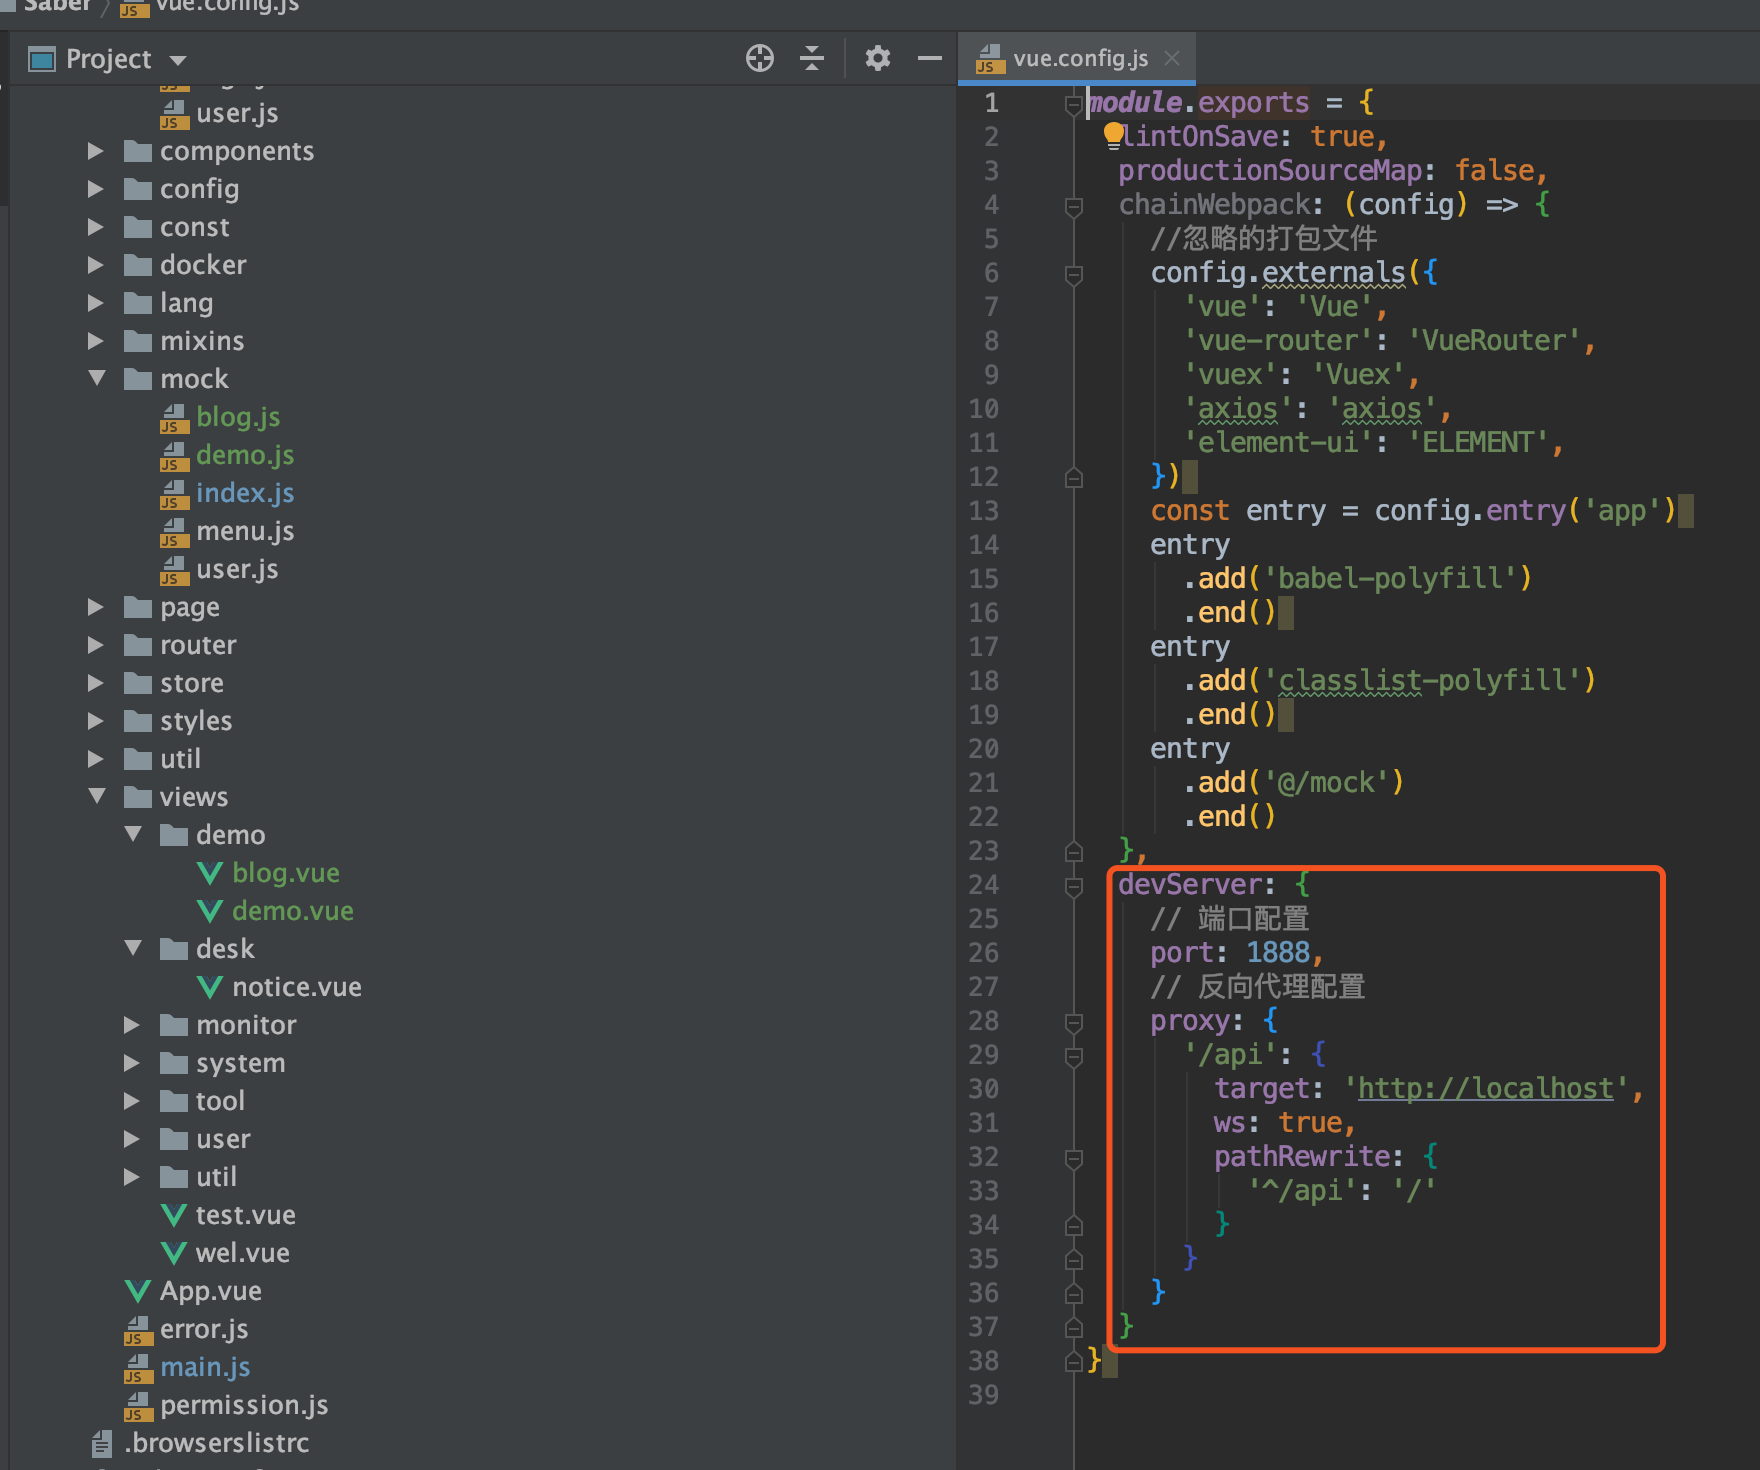 Saber
vue.config.js
Project
user.js
components
config
const
docker
lang
mixins
mock
blog.js
demo.js
index.js
menu.js
user.js
page
router
store
styles
util
views
demo
blog.vue
demo.vue
desk
notice.vue
monitor
system
tool
user
util
test.vue
wel.vue
App.vue
error.js
main.js
permission.js
.browserslistrc
vue.config.js
1 module.exports = {
2 lintOnSave: true,
3 productionSourceMap: false,
4 chainWebpack: (config) => {
5 //忽略的打包文件
6 config.externals({
7 'vue': 'Vue',
8 'vue-router': 'VueRouter',
9 'vuex': 'Vuex',
10 'axios': 'axios',
11 'element-ui': 'ELEMENT',
12 })
13 const entry = config.entry('app')
14 entry
15 .add('babel-polyfill')
16 .end()
17 entry
18 .add('classlist-polyfill')
19 .end()
20 entry
21 .add('@/mock')
22 .end()
23 },
24 devServer: {
25 // 端口配置
26 port: 1888,
27 // 反向代理配置
28 proxy: {
29 '/api': {
30 target: 'http://localhost',
31 ws: true,
32 pathRewrite: {
33 '^/api': '/'
34 }
35 }
36 }
37 }
38 }
39